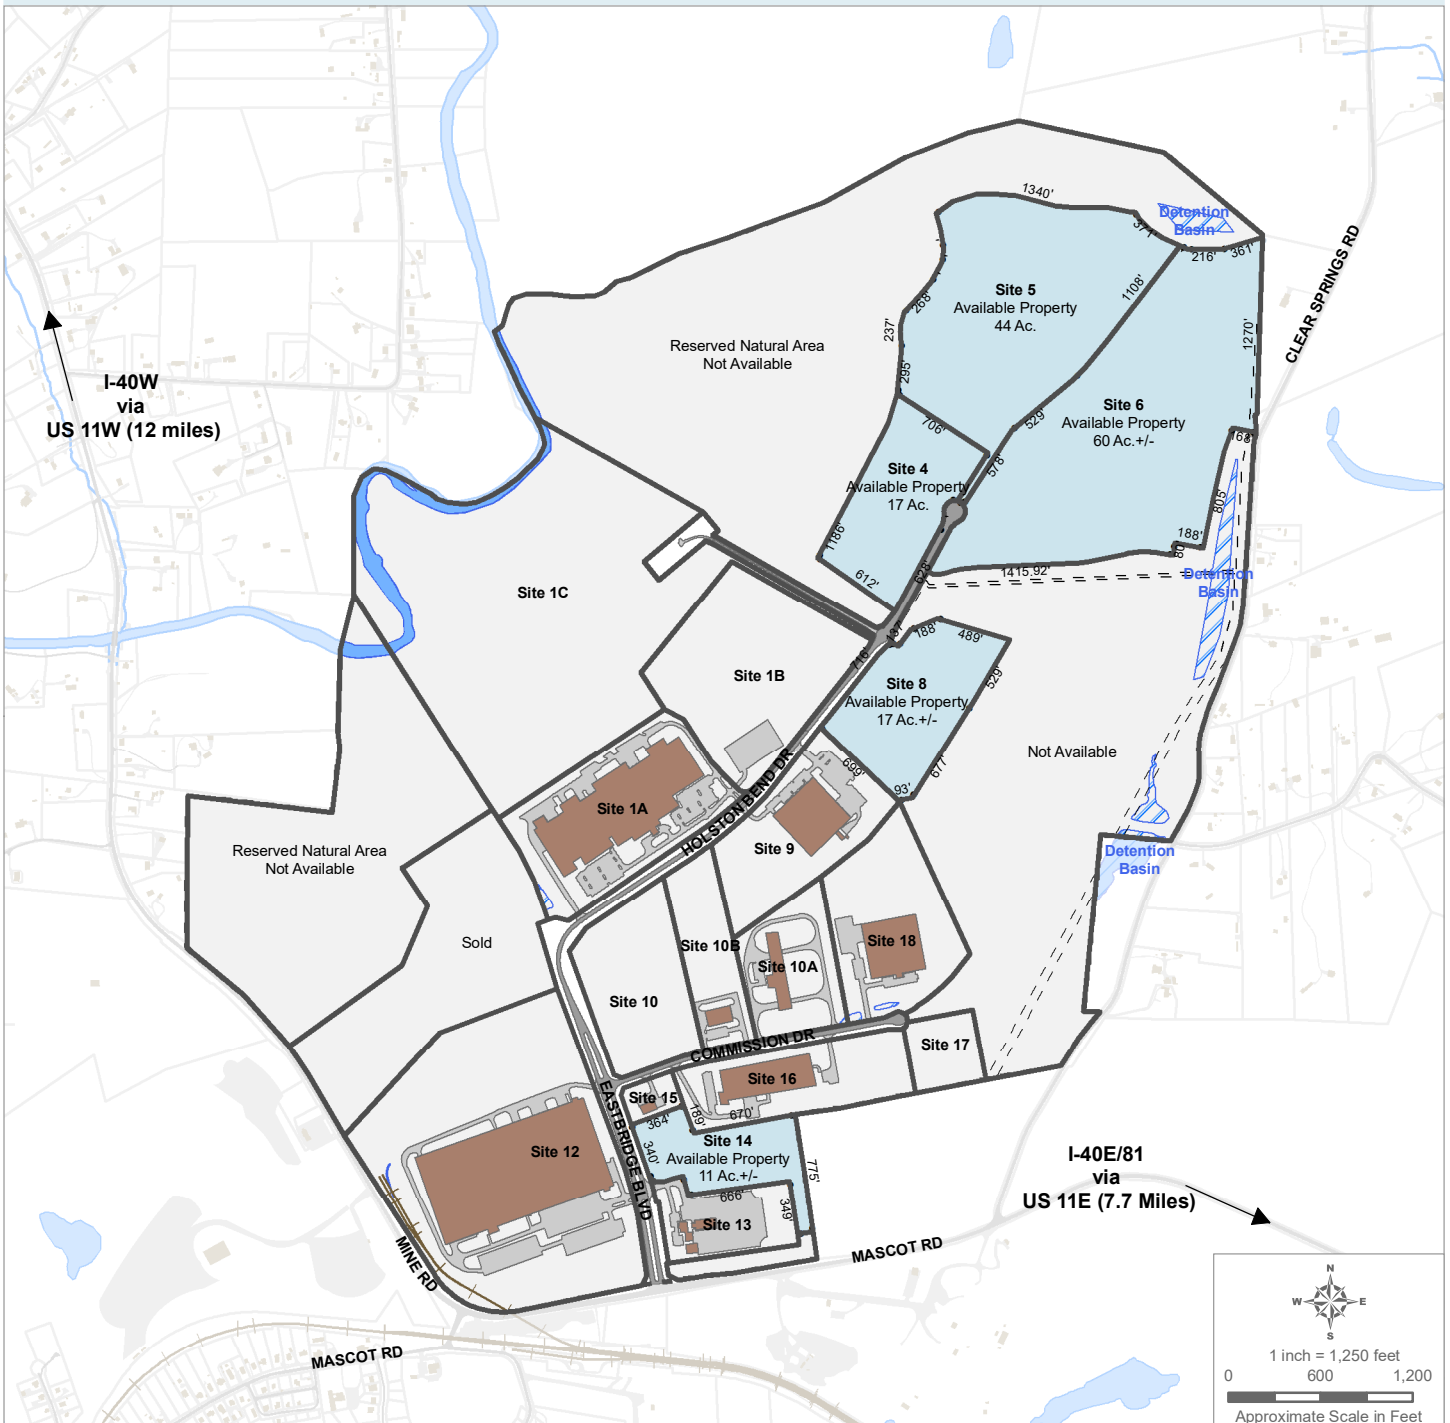 1340'
Detention
Basin
371'
216'
361'
CLEAR SPRINGS RD
Site 5
Available Property
44 Ac.
1108'
268'
237'
295'
1270'
Reserved Natural Area
Not Available
I-40W
via
US 11W (12 miles)
Site 6
Available Property
60 Ac.+/-
529'
706'
578'
168'
Site 4
Available Property
17 Ac.
1186'
612'
805'
188'
80'
628'
1415.92'
Detention
Basin
Site 1C
137'
188'
489'
716'
529'
Site 1B
Site 8
Available Property
17 Ac.+/-
Not Available
699'
677'
93'
HOLSTON BEND DR
Site 1A
Site 9
Reserved Natural Area
Not Available
Detention
Basin
Sold
Site 10B
Site 18
Site 10A
Site 10
COMMISSION DR
Site 17
Site 16
Site 15
EASTBRIDGE BLVD
364'
189'
670'
340'
Site 14
Available Property
11 Ac.+/-
775'
666'
349'
Site 12
Site 13
I-40E/81
via
US 11E (7.7 Miles)
MINE RD
MASCOT RD
MASCOT RD
N
W
E
S
1 inch = 1,250 feet
0 600 1,200
Approximate Scale in Feet